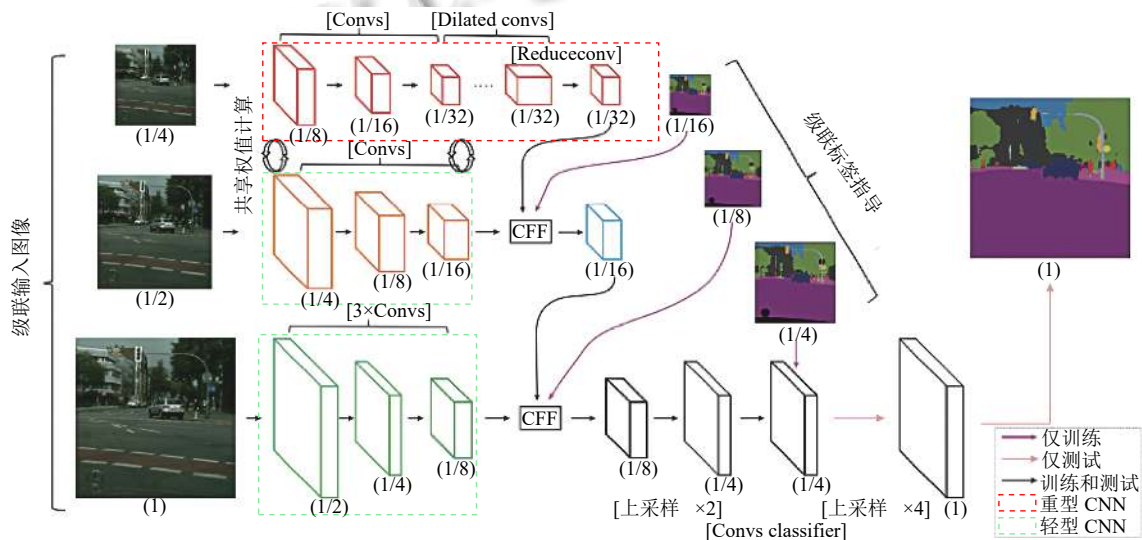 [Convs]
[Dilated convs]
[Reduceconv]
(1/4)
(1/8)
(1/16)
(1/32)
(1/32)
(1/32)
(1/16)
级联输入图像
共享权值计算
级联标签指导
[Convs]
(1/2)
(1/4)
(1/8)
(1/16)
CFF
(1/16)
(1/8)
(1)
[3×Convs]
(1)
(1/2)
(1/4)
(1/8)
CFF
(1/8)
(1/4)
(1/4)
(1/4)
(1)
[上采样 ×2]
[上采样 ×4]
[Convs classifier]
仅训练
仅测试
训练和测试
重型 CNN
轻型 CNN